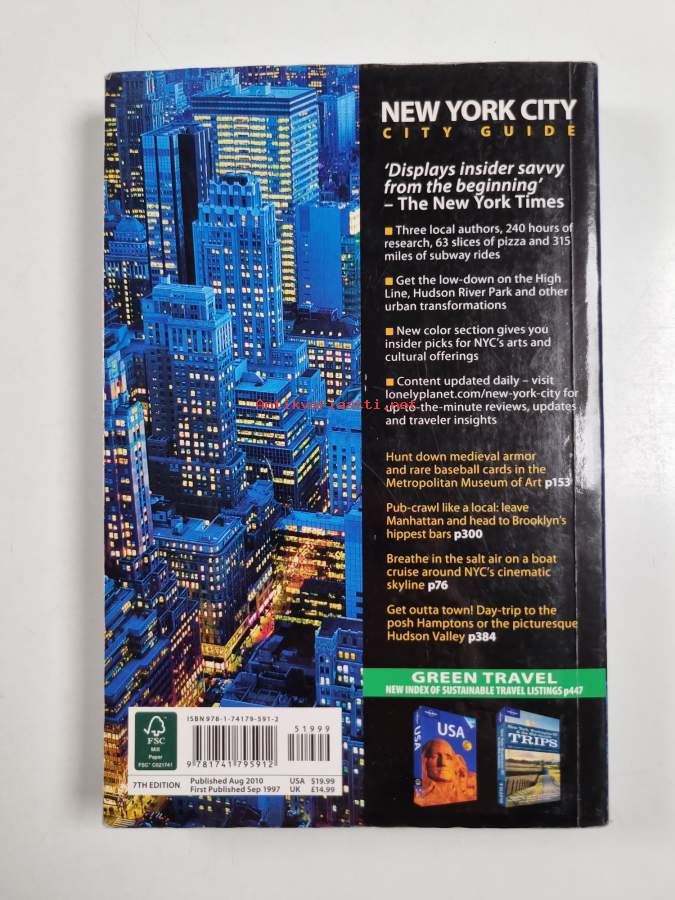 NEW YORK CITY
CITY GUIDE
‘Displays insider savvy
from the beginning’
– The New York Times
■ Three local authors, 240 hours of
research, 63 slices of pizza and 315
miles of subway rides
■ Get the low-down on the High
Line, Hudson River Park and other
urban transformations
■ New color section gives you
insider picks for NYC’s arts and
cultural offerings
■ Content updated daily – visit
lonelyplanet.com/new-york-city for
up-to-the-minute reviews, updates
and traveler insights
Antikvariaatti.net
Hunt down medieval armor
and rare baseball cards in the
Metropolitan Museum of Art p153
Pub-crawl like a local: leave
Manhattan and head to Brooklyn’s
hippest bars p300
Breathe in the salt air on a boat
cruise around NYC’s cinematic
skyline p76
Get outta town! Day-trip to the
posh Hamptons or the picturesque
Hudson Valley p384
GREEN TRAVEL
NEW INDEX OF SUSTAINABLE TRAVEL LISTINGS p447
USA
USA
TRIPS
FSC
Mill
Paper
FSC® C021741
ISBN 978-1-74179-591-2
51999
9 781741 795912
7TH EDITION
Published Aug 2010
First Published Sep 1997
USA $19.99
UK £14.99